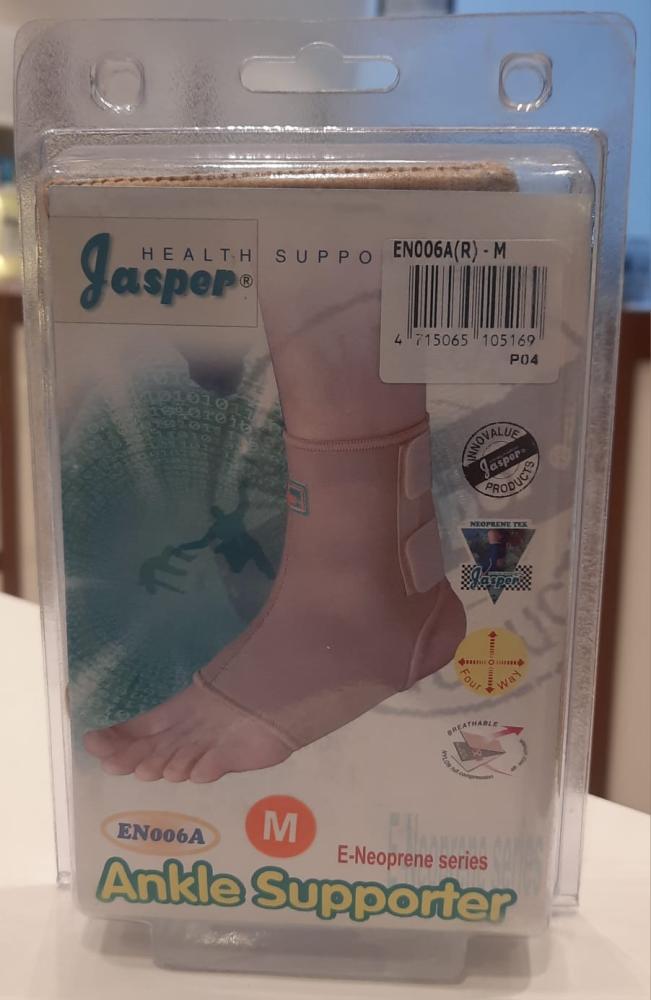 HEALTH SUPPO
Jasper®
EN006A(R) - M
4 715065 105169
P04
INNOVALUE
Jasper
PRODUCTS
NEOPRENE TEX
Jasper
Four Way
BREATHABLE
EN006A
M
E-Neoprene series
Ankle Supporter